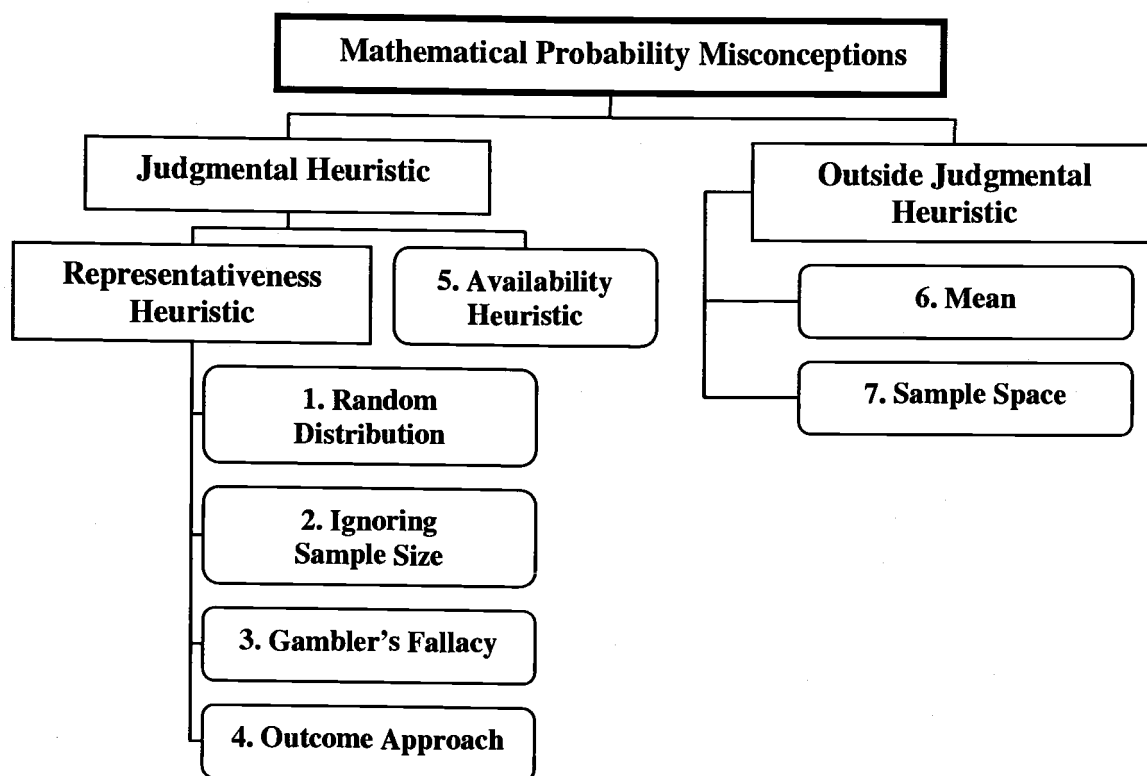 Mathematical Probability Misconceptions
Judgmental Heuristic
Outside Judgmental
Heuristic
Representativeness
Heuristic
5. Availability
Heuristic
6. Mean
7. Sample Space
1. Random
Distribution
2. Ignoring
Sample Size
3. Gambler's Fallacy
4. Outcome Approach